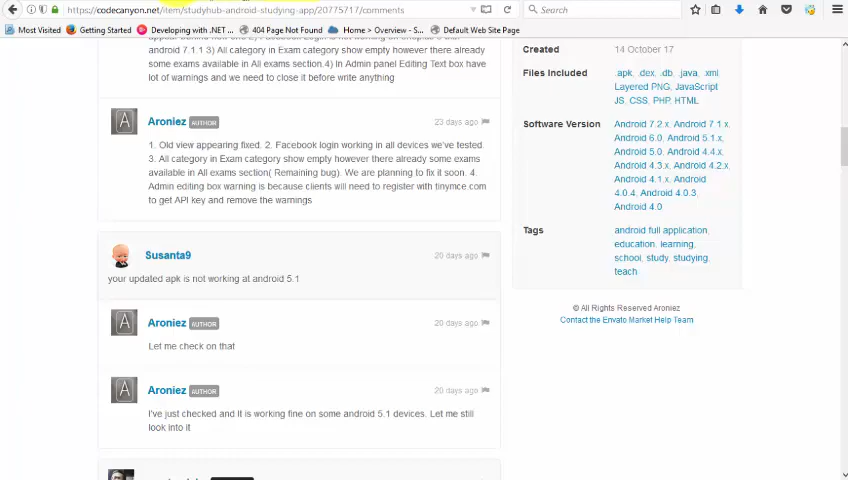 https://codecanyon.net/item/studyhub-android-studying-app/20775717/comments
Search
Most Visited
Getting Started
Developing with .NET ...
404 Page Not Found
Home > Overview - S...
Default Web Site Page
android 7.1.1 3) All category in Exam category show empty however there already
some exams available in All exams section.4) In Admin panel Editing Text box have
lot of warnings and we need to close it before write anything
Aroniez AUTHOR
23 days ago
1. Old view appearing fixed. 2. Facebook login working in all devices we've tested.
3. All category in Exam category show empty however there already some exams
available in All exams section( Remaining bug). We are planning to fix it soon. 4.
Admin editing box warning is because clients will need to register with tinymce.com
to get API key and remove the warnings
Susanta9
20 days ago
your updated apk is not working at android 5.1
Aroniez AUTHOR
20 days ago
Let me check on that
Aroniez AUTHOR
20 days ago
I've just checked and It is working fine on some android 5.1 devices. Let me still
look into it
Created
14 October 17
Files Included
.apk, .dex, .db, .java, .xml
Layered PNG, JavaScript
JS, CSS, PHP, HTML
Software Version
Android 7.2.x, Android 7.1.x,
Android 6.0, Android 5.1.x,
Android 5.0, Android 4.4.x,
Android 4.3.x, Android 4.2.x,
Android 4.1.x, Android
4.0.4, Android 4.0.3,
Android 4.0
Tags
android full application,
education, learning,
school, study, studying,
teach
© All Rights Reserved Aroniez
Contact the Envato Market Help Team